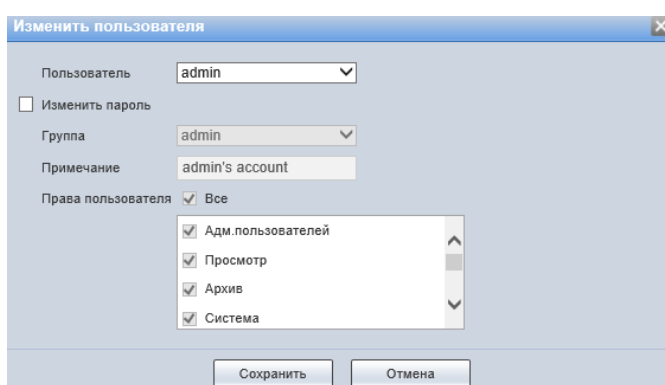 Изменить пользователя
Пользователь admin
Изменить пароль
Группа admin
Примечание admin's account
Права пользователя Все
Адм.пользователей
Просмотр
Архив
Система
Сохранить Отмена